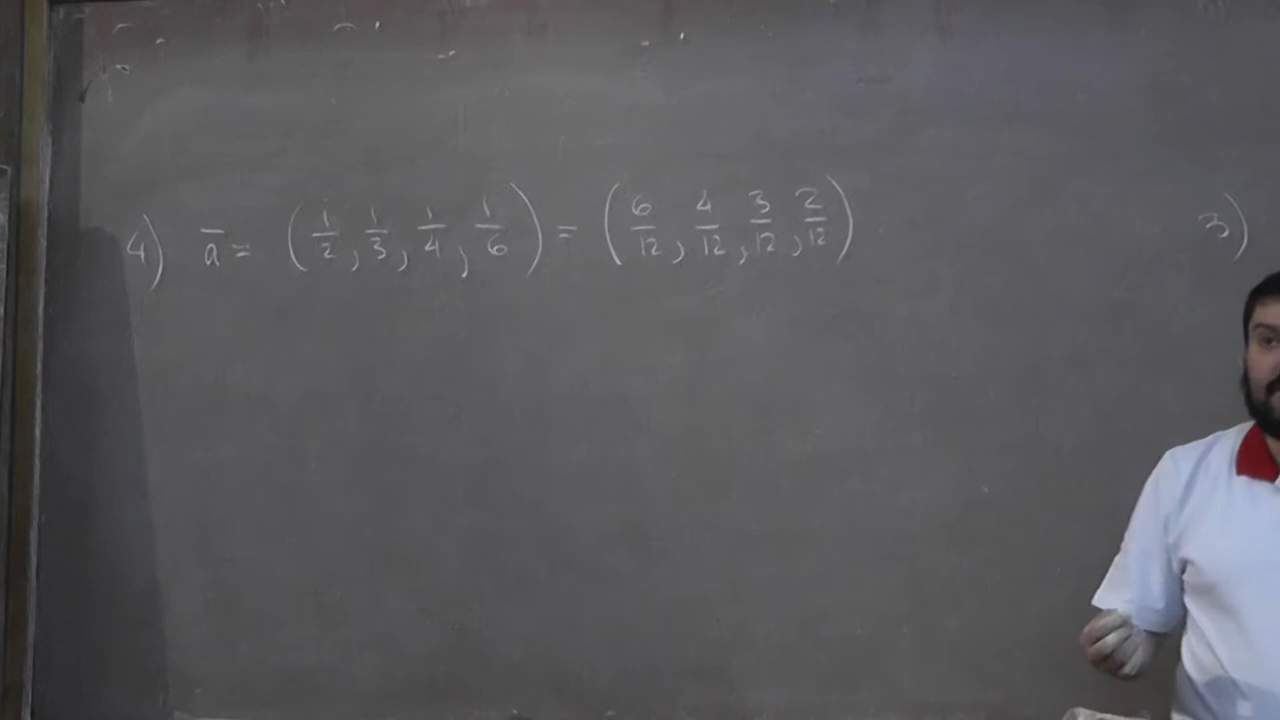 4) a̅ = (1/2, 1/3, 1/4, 1/6) = (6/12, 4/12, 3/12, 2/12)
3)